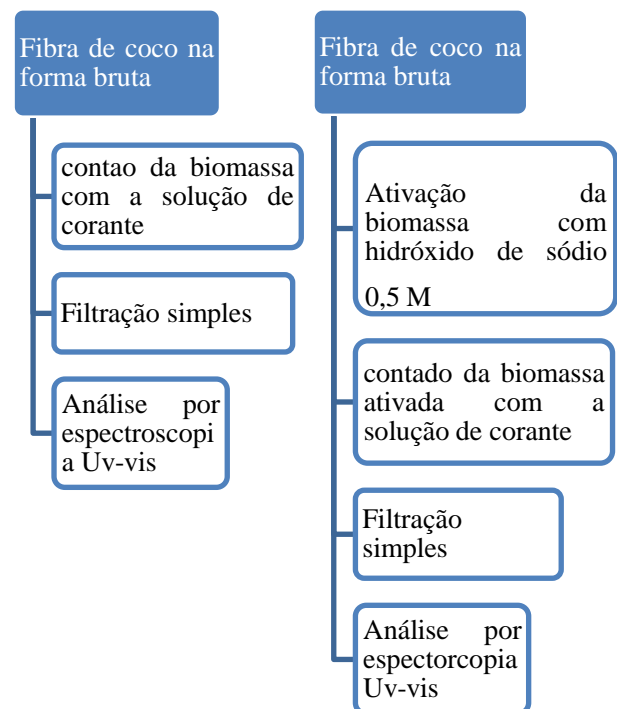 Fibra de coco na
forma bruta
contao da biomassa
com a solução de
corante
Filtração simples
Análise por
espectroscopi
a Uv-vis
Fibra de coco na
forma bruta
Ativação da
biomassa com
hidróxido de sódio
0,5 M
contado da biomassa
ativada com a
solução de corante
Filtração
simples
Análise por
espectorcopia
Uv-vis